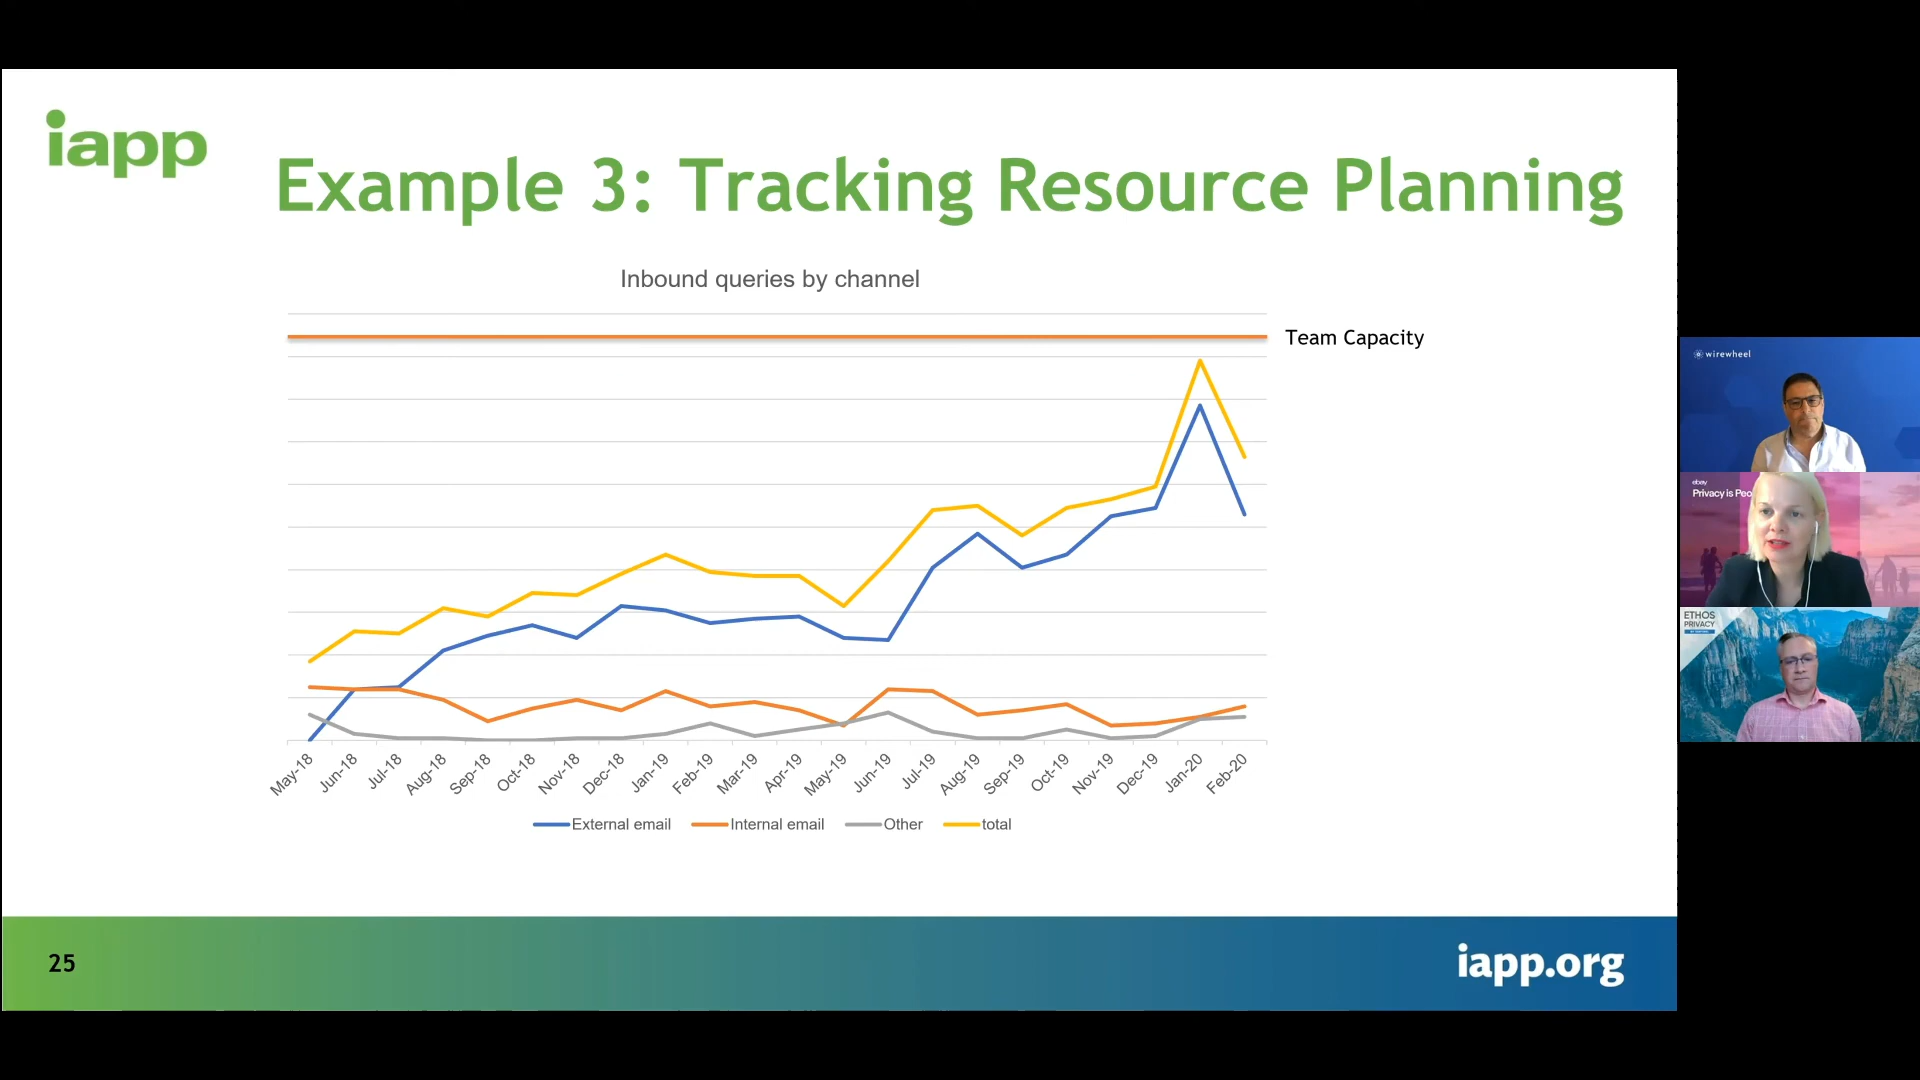 iapp
Example 3: Tracking Resource Planning
Inbound queries by channel
Team Capacity
May-18 Jun-18 Jul-18 Aug-18 Sep-18 Oct-18 Nov-18 Dec-18 Jan-19 Feb-19 Mar-19 Apr-19 May-19 Jun-19 Jul-19 Aug-19 Sep-19 Oct-19 Nov-19 Dec-19 Jan-20 Feb-20
External email Internal email Other total
25
iapp.org
wirewheel
ebay
Privacy is Peo
ETHOS
PRIVACY